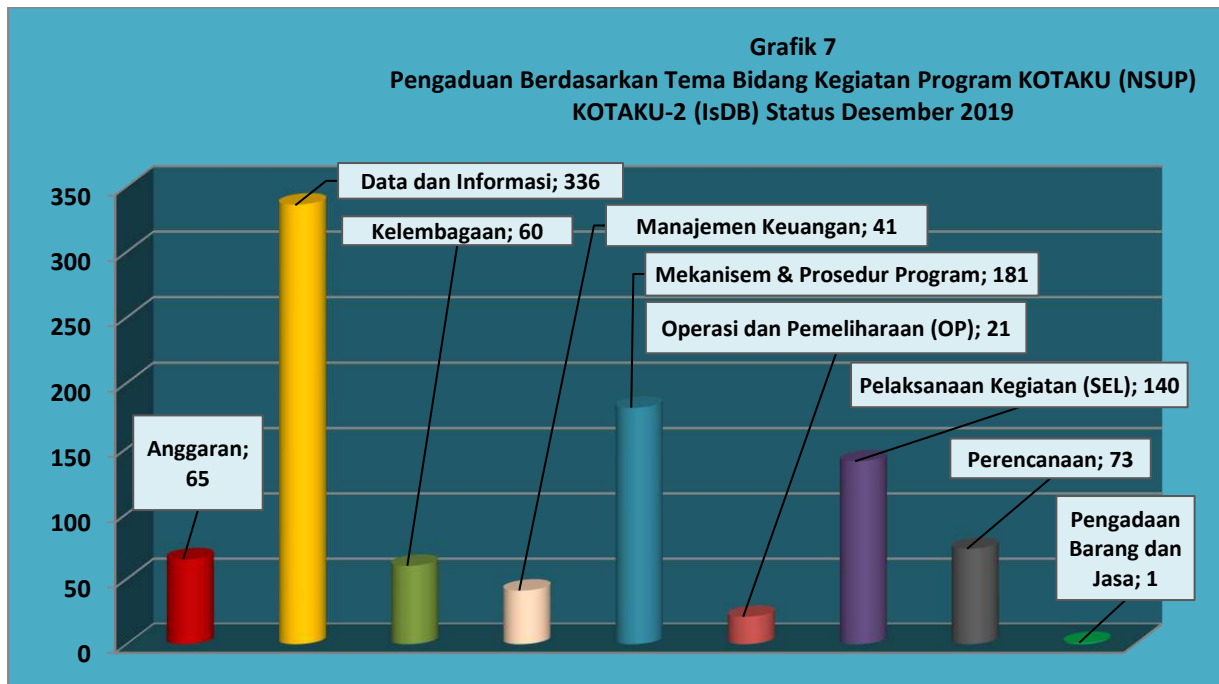 Grafik 7
Pengaduan Berdasarkan Tema Bidang Kegiatan Program KOTAKU (NSUP)
KOTAKU-2 (IsDB) Status Desember 2019
350
300
250
200
150
100
50
0
Anggaran;
65
Data dan Informasi; 336
Kelembagaan; 60
Manajemen Keuangan; 41
Mekanisem & Prosedur Program; 181
Operasi dan Pemeliharaan (OP); 21
Pelaksanaan Kegiatan (SEL); 140
Perencanaan; 73
Pengadaan
Barang dan
Jasa; 1